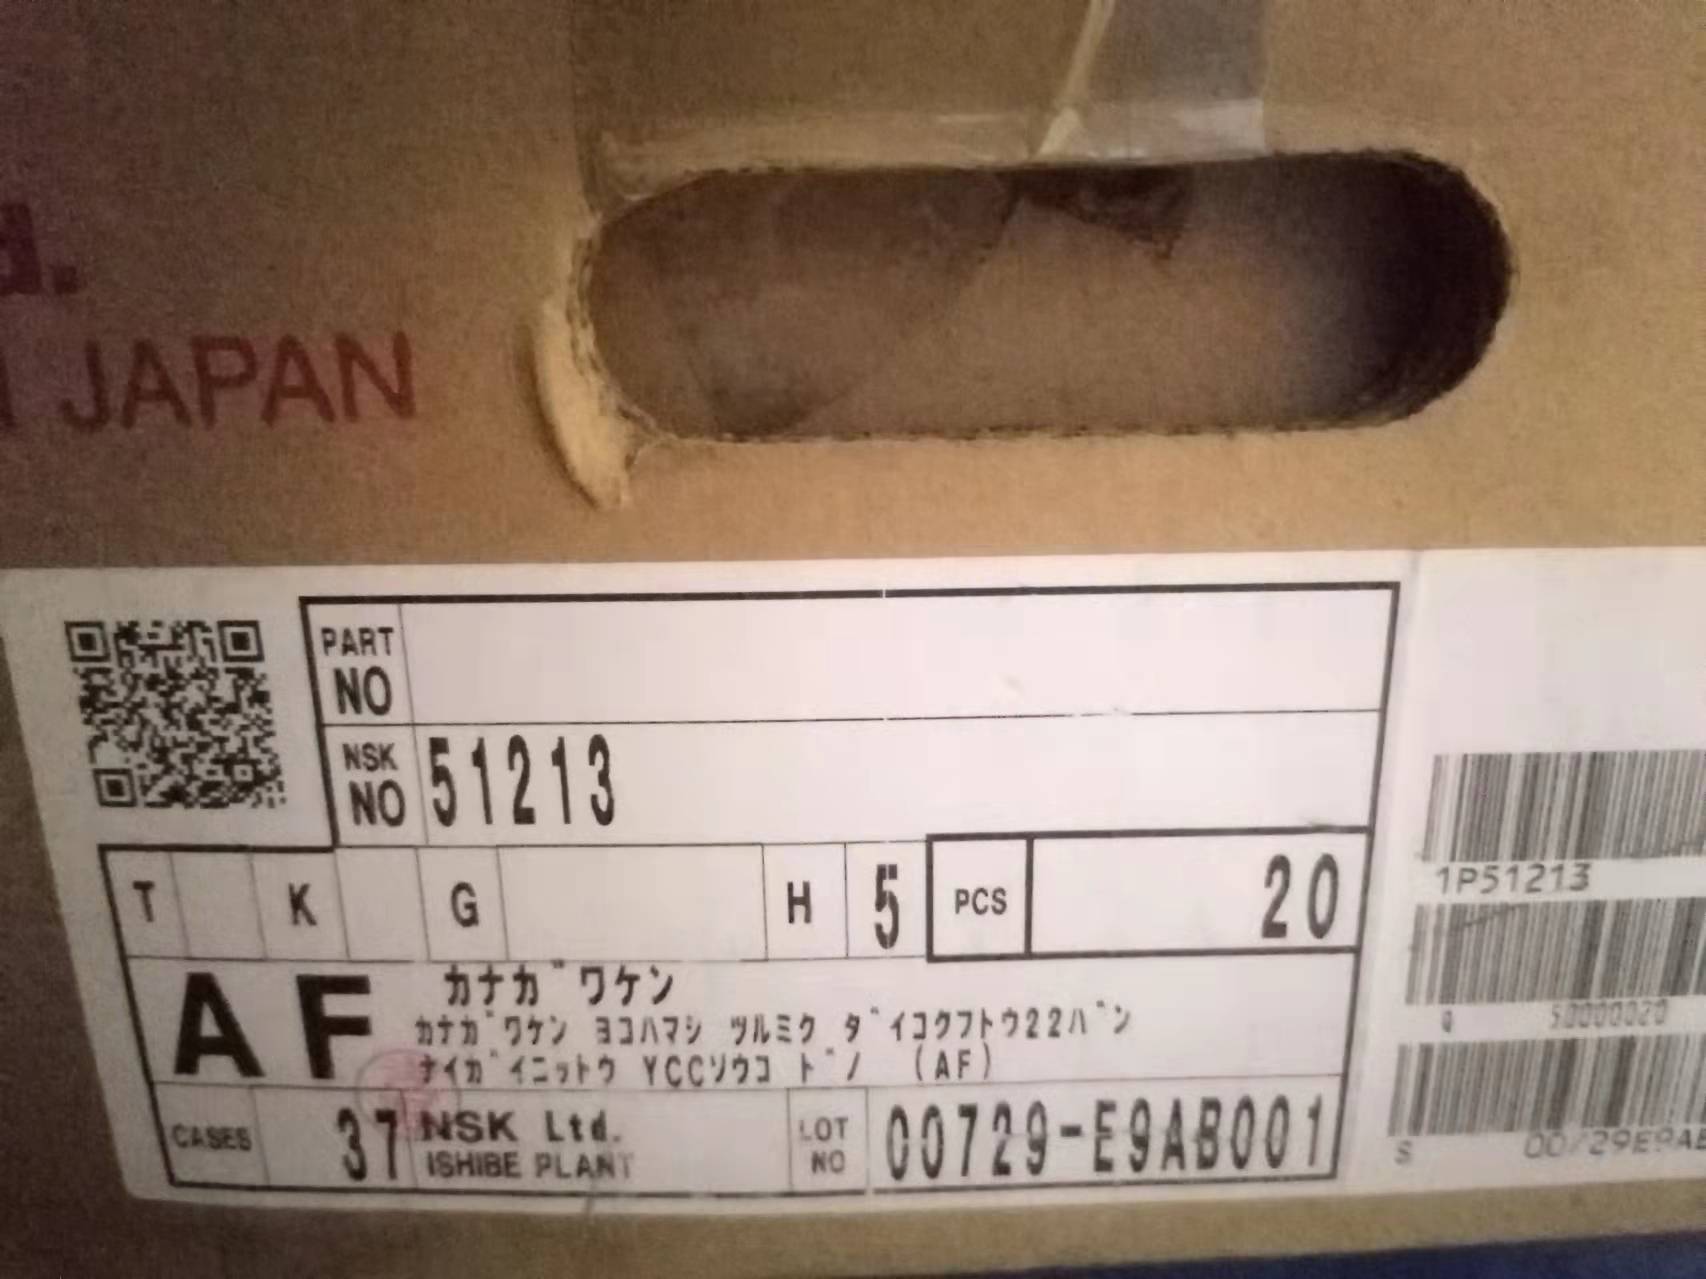 d.
JAPAN
PART NO
NSK NO 51213
T K G H 5 PCS 20
AF カナガワケン
カナガワケン ヨコハマシ ツルミク ダイコクフトウ22バン
ナイガイニットウ YCCソウコ ドノ (AF)
CASES 37 NSK Ltd. ISHIBE PLANT LOT NO 00729-E9AB001
1P51213
Q 50000020
S 00729E9AB